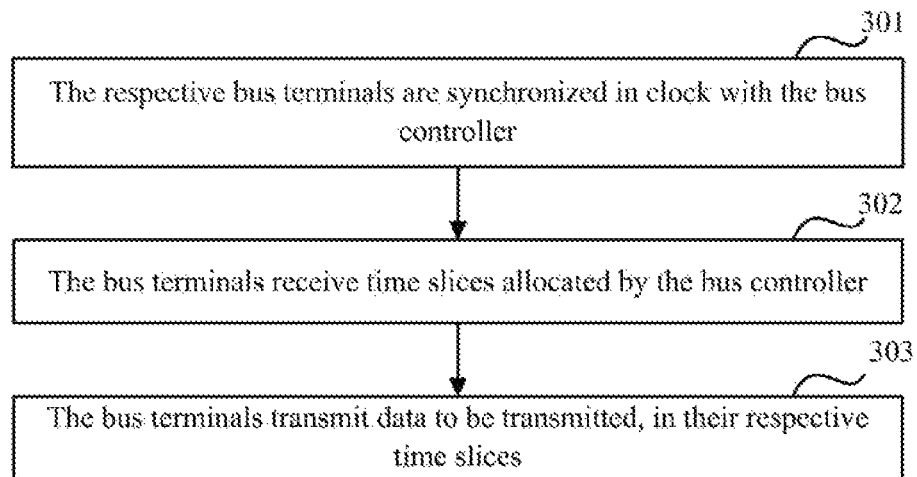 301
The respective bus terminals are synchronized in clock with the bus
controller
302
The bus terminals receive time slices allocated by the bus controller
303
The bus terminals transmit data to be transmitted, in their respective
time slices